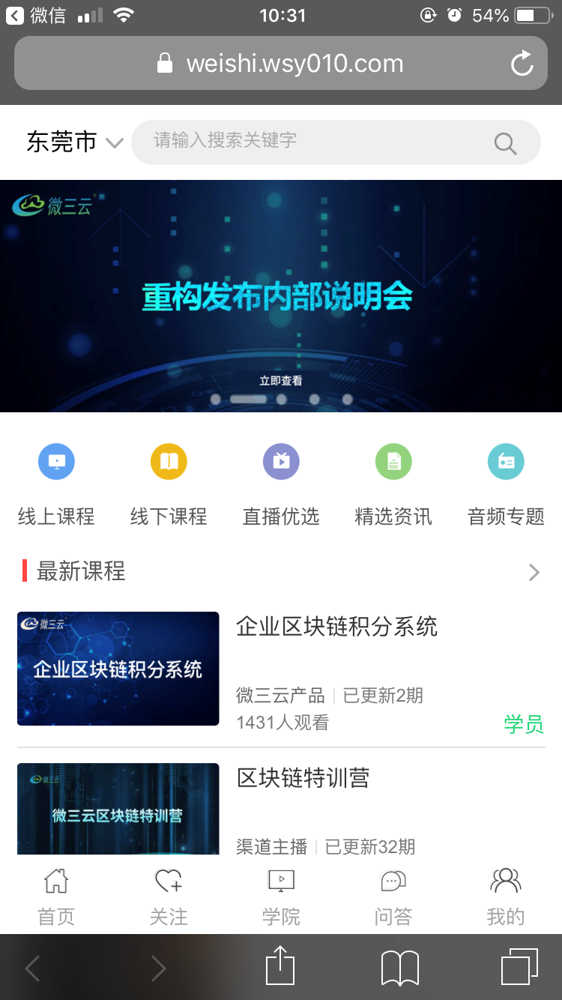 微信 10:31 54%
weishi.wsy010.com
东莞市 请输入搜索关键字
微三云
重构发布内部说明会
立即查看
线上课程 线下课程 直播优选 精选资讯 音频专题
最新课程
微三云
企业区块链积分系统
企业区块链积分系统
微三云产品 已更新2期
1431人观看
学员
微三云
微三云区块链特训营
区块链特训营
渠道主播 已更新32期
首页 关注 学院 问答 我的